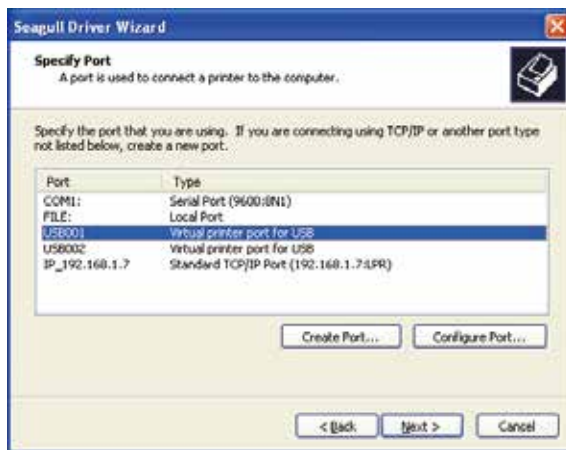 Seagull Driver Wizard
Specify Port
A port is used to connect a printer to the computer.
Specify the port that you are using. If you are connecting using TCP/IP or another port type
not listed below, create a new port.
Port Type
COM1: Serial Port (9600:8N1)
FILE: Local Port
USB001 Virtual printer port for USB
USB002 Virtual printer port for USB
IP_192.168.1.7 Standard TCP/IP Port (192.168.1.7:LPR)
Create Port... Configure Port...
< Back Next > Cancel